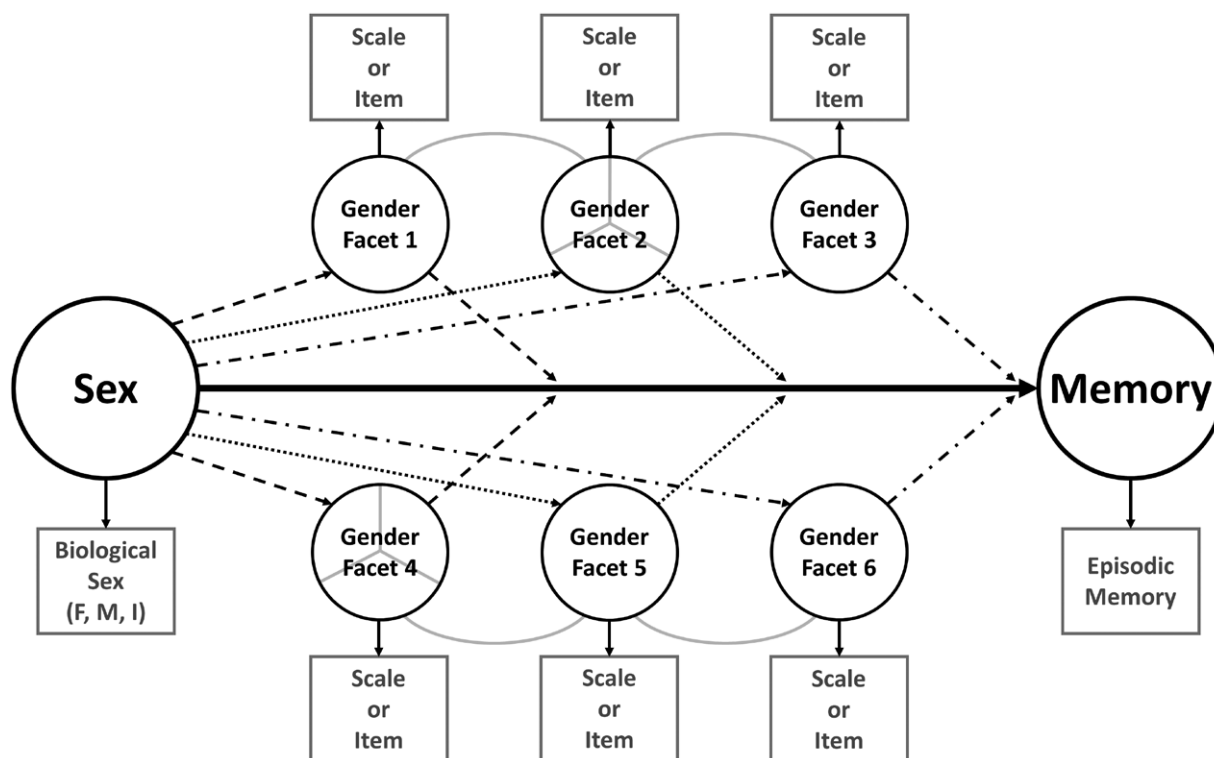 Scale
or
Item
Scale
or
Item
Scale
or
Item
Gender
Facet 1
Gender
Facet 2
Gender
Facet 3
Sex
Memory
Gender
Facet 4
Gender
Facet 5
Gender
Facet 6
Biological
Sex
(F, M, I)
Episodic
Memory
Scale
or
Item
Scale
or
Item
Scale
or
Item